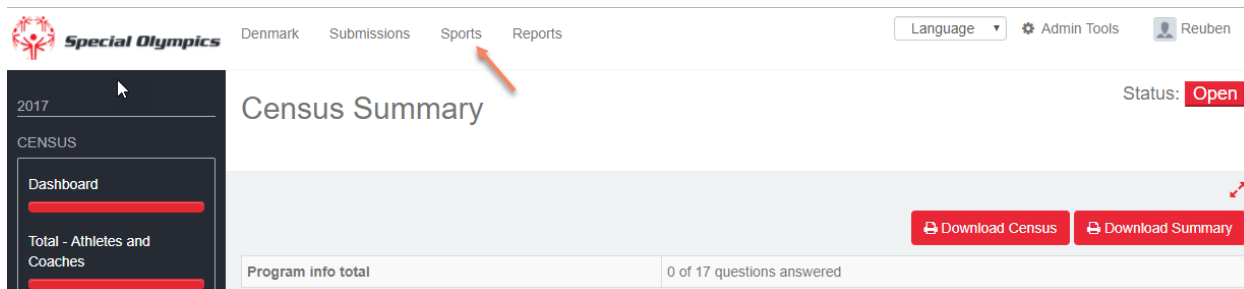 Special Olympics Denmark Submissions Sports Reports Language Admin Tools Reuben
2017
Census Summary
Status: Open
CENSUS
Dashboard
Download Census Download Summary
Total - Athletes and
Coaches
Program info total 0 of 17 questions answered